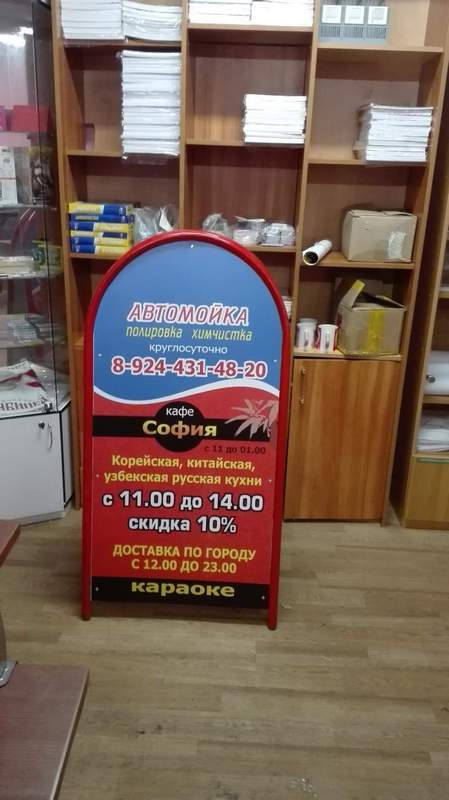 АВТОМОЙКА
полировка химчистка
круглосуточно
8-924-431-48-20
кафе
София
с 11 до 01.00
Корейская, китайская,
узбекская русская кухни
с 11.00 до 14.00
скидка 10%
ДОСТАВКА ПО ГОРОДУ
С 12.00 ДО 23.00
караоке